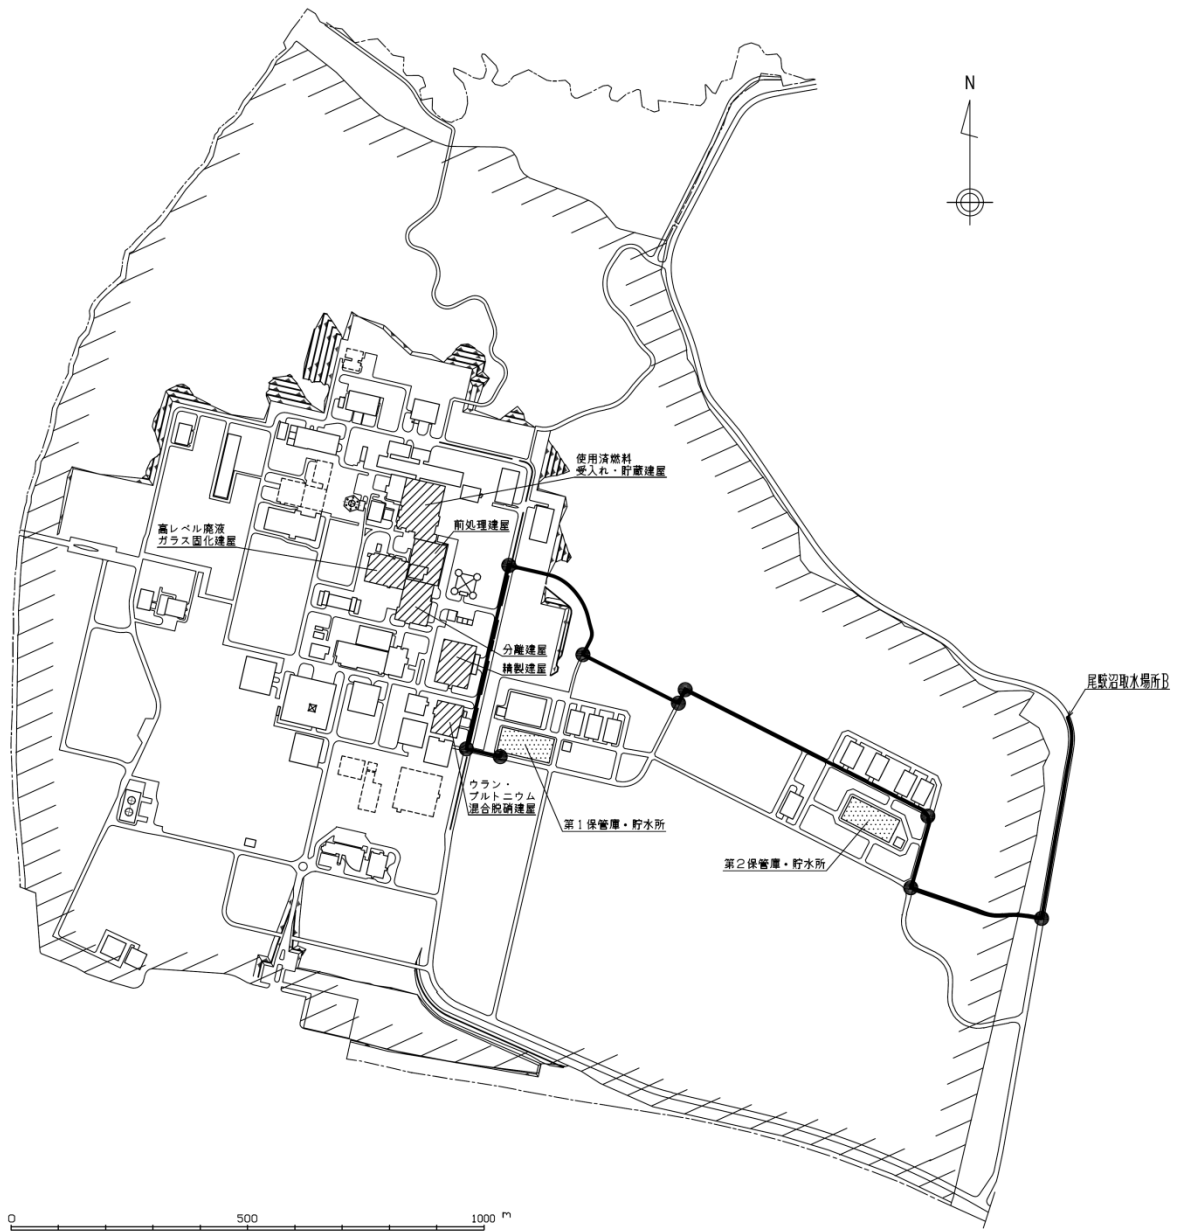 N
使用済燃料
受入れ・貯蔵建屋
高レベル廃液
ガラス固化建屋
前処理建屋
分離建屋
精製建屋
尾駮沼取水場所B
ウラン・
プルトニウム
混合脱硝建屋
第1保管庫・貯水所
第2保管庫・貯水所
0 500 1000 m